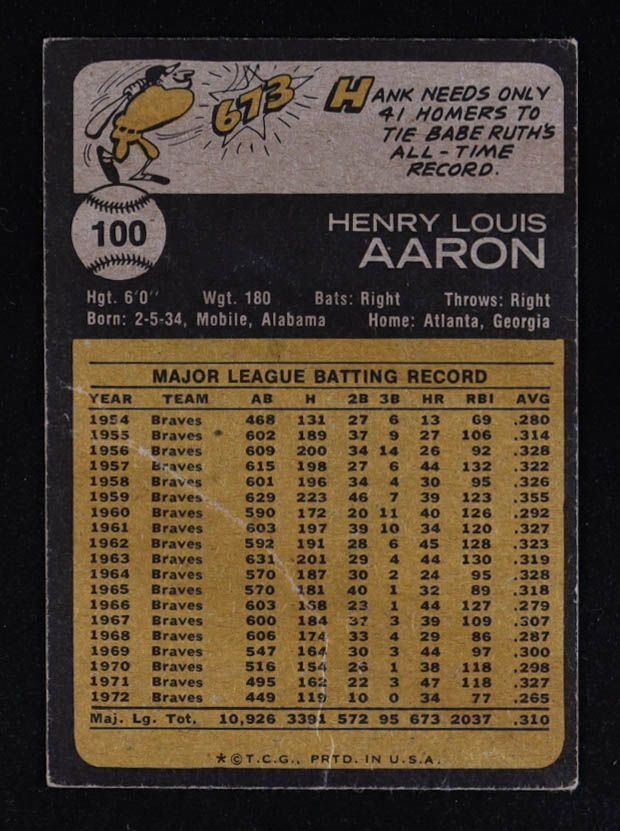 673
HANK NEEDS ONLY
41 HOMERS TO
TIE BABE RUTH'S
ALL-TIME
RECORD.
100
HENRY LOUIS
AARON
Hgt. 6'0" Wgt. 180 Bats: Right Throws: Right
Born: 2-5-34, Mobile, Alabama Home: Atlanta, Georgia
MAJOR LEAGUE BATTING RECORD
YEAR TEAM AB H 2B 3B HR RBI AVG
1954 Braves 468 131 27 6 13 69 .280
1955 Braves 602 189 37 9 27 106 .314
1956 Braves 609 200 34 14 26 92 .328
1957 Braves 615 198 27 6 44 132 .322
1958 Braves 601 196 34 4 30 95 .326
1959 Braves 629 223 46 7 39 123 .355
1960 Braves 590 172 20 11 40 126 .292
1961 Braves 603 197 39 10 34 120 .327
1962 Braves 592 191 28 6 45 128 .323
1963 Braves 631 201 29 4 44 130 .319
1964 Braves 570 187 30 2 24 95 .328
1965 Braves 570 181 40 1 32 89 .318
1966 Braves 603 168 23 1 44 127 .279
1967 Braves 600 184 37 3 39 109 .307
1968 Braves 606 174 33 4 29 86 .287
1969 Braves 547 164 30 3 44 97 .300
1970 Braves 516 154 26 1 38 118 .298
1971 Braves 495 162 22 3 47 118 .327
1972 Braves 449 119 10 0 34 77 .265
Maj. Lg. Tot. 10,926 3391 572 95 673 2037 .310
*©T.C.G., PRTD. IN U.S.A.